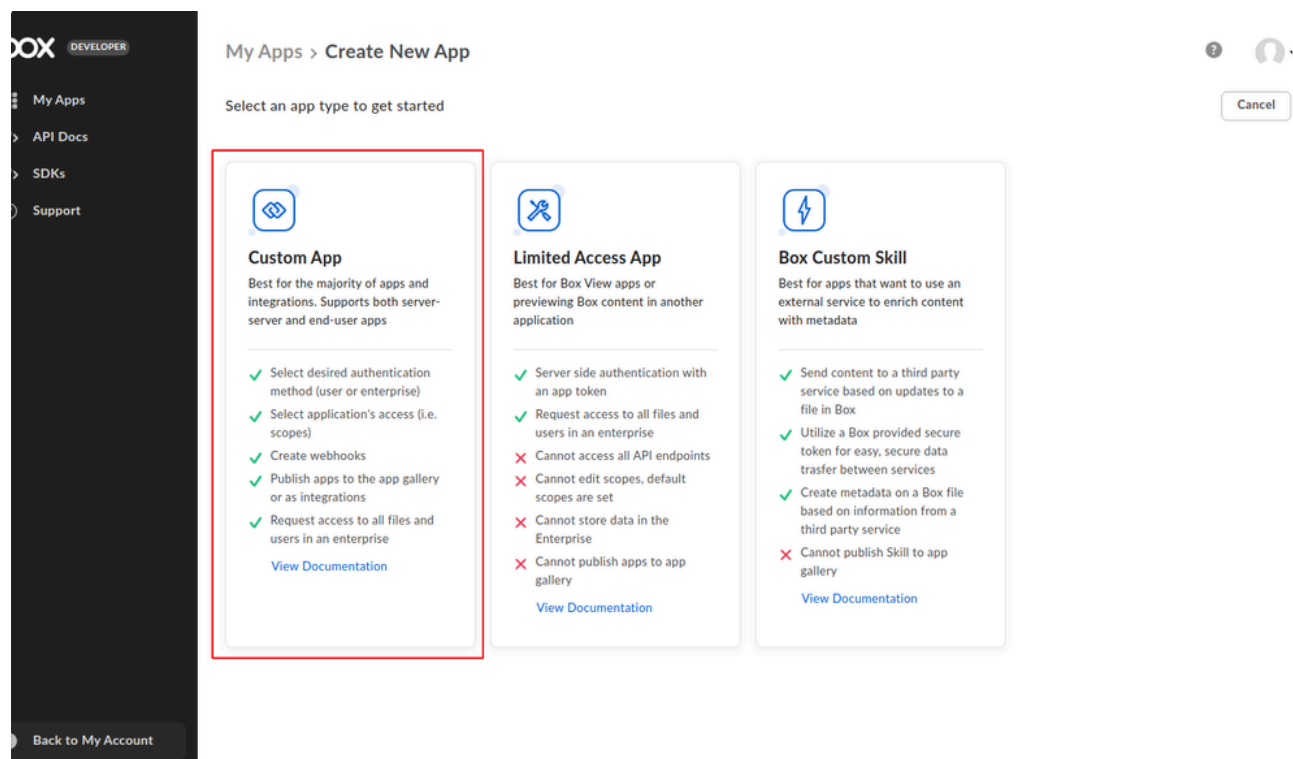 box DEVELOPER
My Apps
API Docs
SDKs
Support
Back to My Account
My Apps > Create New App
?
Select an app type to get started
Cancel
Custom App
Best for the majority of apps and
integrations. Supports both server-
server and end-user apps
Select desired authentication
method (user or enterprise)
Select application's access (i.e.
scopes)
Create webhooks
Publish apps to the app gallery
or as integrations
Request access to all files and
users in an enterprise
View Documentation
Limited Access App
Best for Box View apps or
previewing Box content in another
application
Server side authentication with
an app token
Request access to all files and
users in an enterprise
Cannot access all API endpoints
Cannot edit scopes, default
scopes are set
Cannot store data in the
Enterprise
Cannot publish apps to app
gallery
View Documentation
Box Custom Skill
Best for apps that want to use an
external service to enrich content
with metadata
Send content to a third party
service based on updates to a
file in Box
Utilize a Box provided secure
token for easy, secure data
trasfer between services
Create metadata on a Box file
based on information from a
third party service
Cannot publish Skill to app
gallery
View Documentation